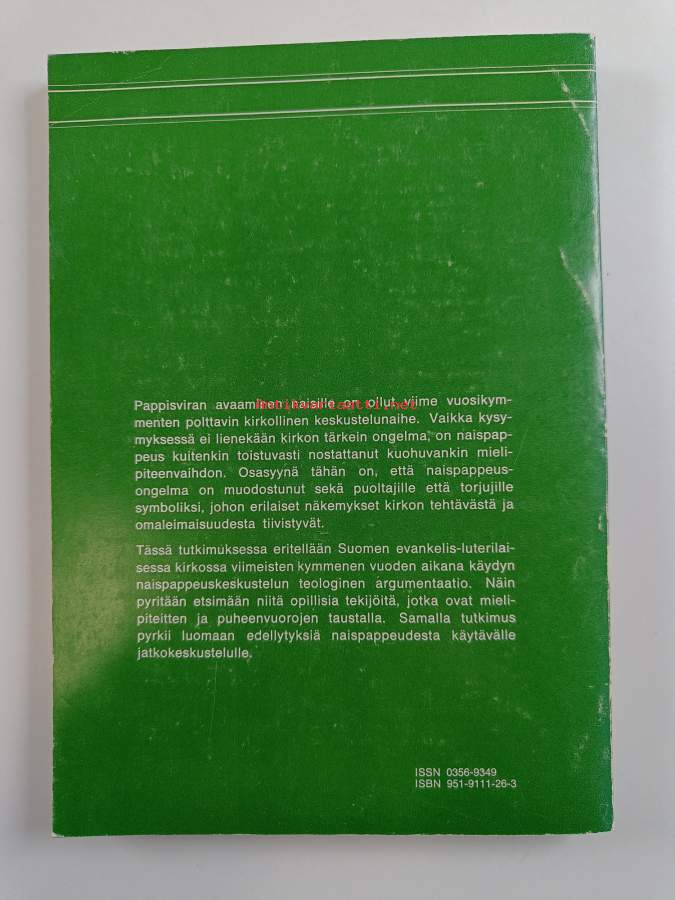 Pappisviran avaaminen naisille on ollut viime vuosikym-
menten polttavin kirkollinen keskustelunaihe. Vaikka kysy-
myksessä ei lienekään kirkon tärkein ongelma, on naispap-
peus kuitenkin toistuvasti nostattanut kuohuvankin mieli-
piteenvaihdon. Osasyynä tähän on, että naispappeus-
ongelma on muodostunut sekä puoltajille että torjujille
symboliksi, johon erilaiset näkemykset kirkon tehtävästä ja
omaleimaisuudesta tiivistyvät.
Tässä tutkimuksessa eritellään Suomen evankelis-luterilai-
sessa kirkossa viimeisten kymmenen vuoden aikana käydyn
naispappeuskeskustelun teologinen argumentaatio. Näin
pyritään etsimään niitä opillisia tekijöitä, jotka ovat mieli-
piteitten ja puheenvuorojen taustalla. Samalla tutkimus
pyrkii luomaan edellytyksiä naispappeudesta käytävälle
jatkokeskustelulle.
ISSN 0356-9349
ISBN 951-9111-26-3
antikvariaatti.net